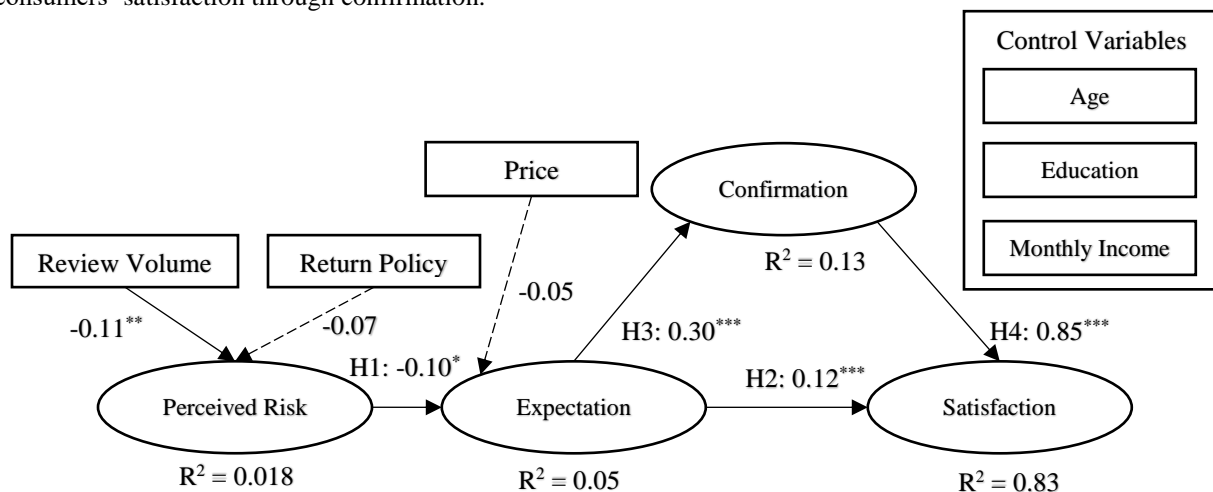 consumers’ satisfaction through confirmation.
Control Variables
Age
Education
Monthly Income
Price
Confirmation
R² = 0.13
Review Volume
Return Policy
-0.11**
-0.07
-0.05
H3: 0.30***
H4: 0.85***
H1: -0.10*
H2: 0.12***
Perceived Risk
Expectation
Satisfaction
R² = 0.018
R² = 0.05
R² = 0.83